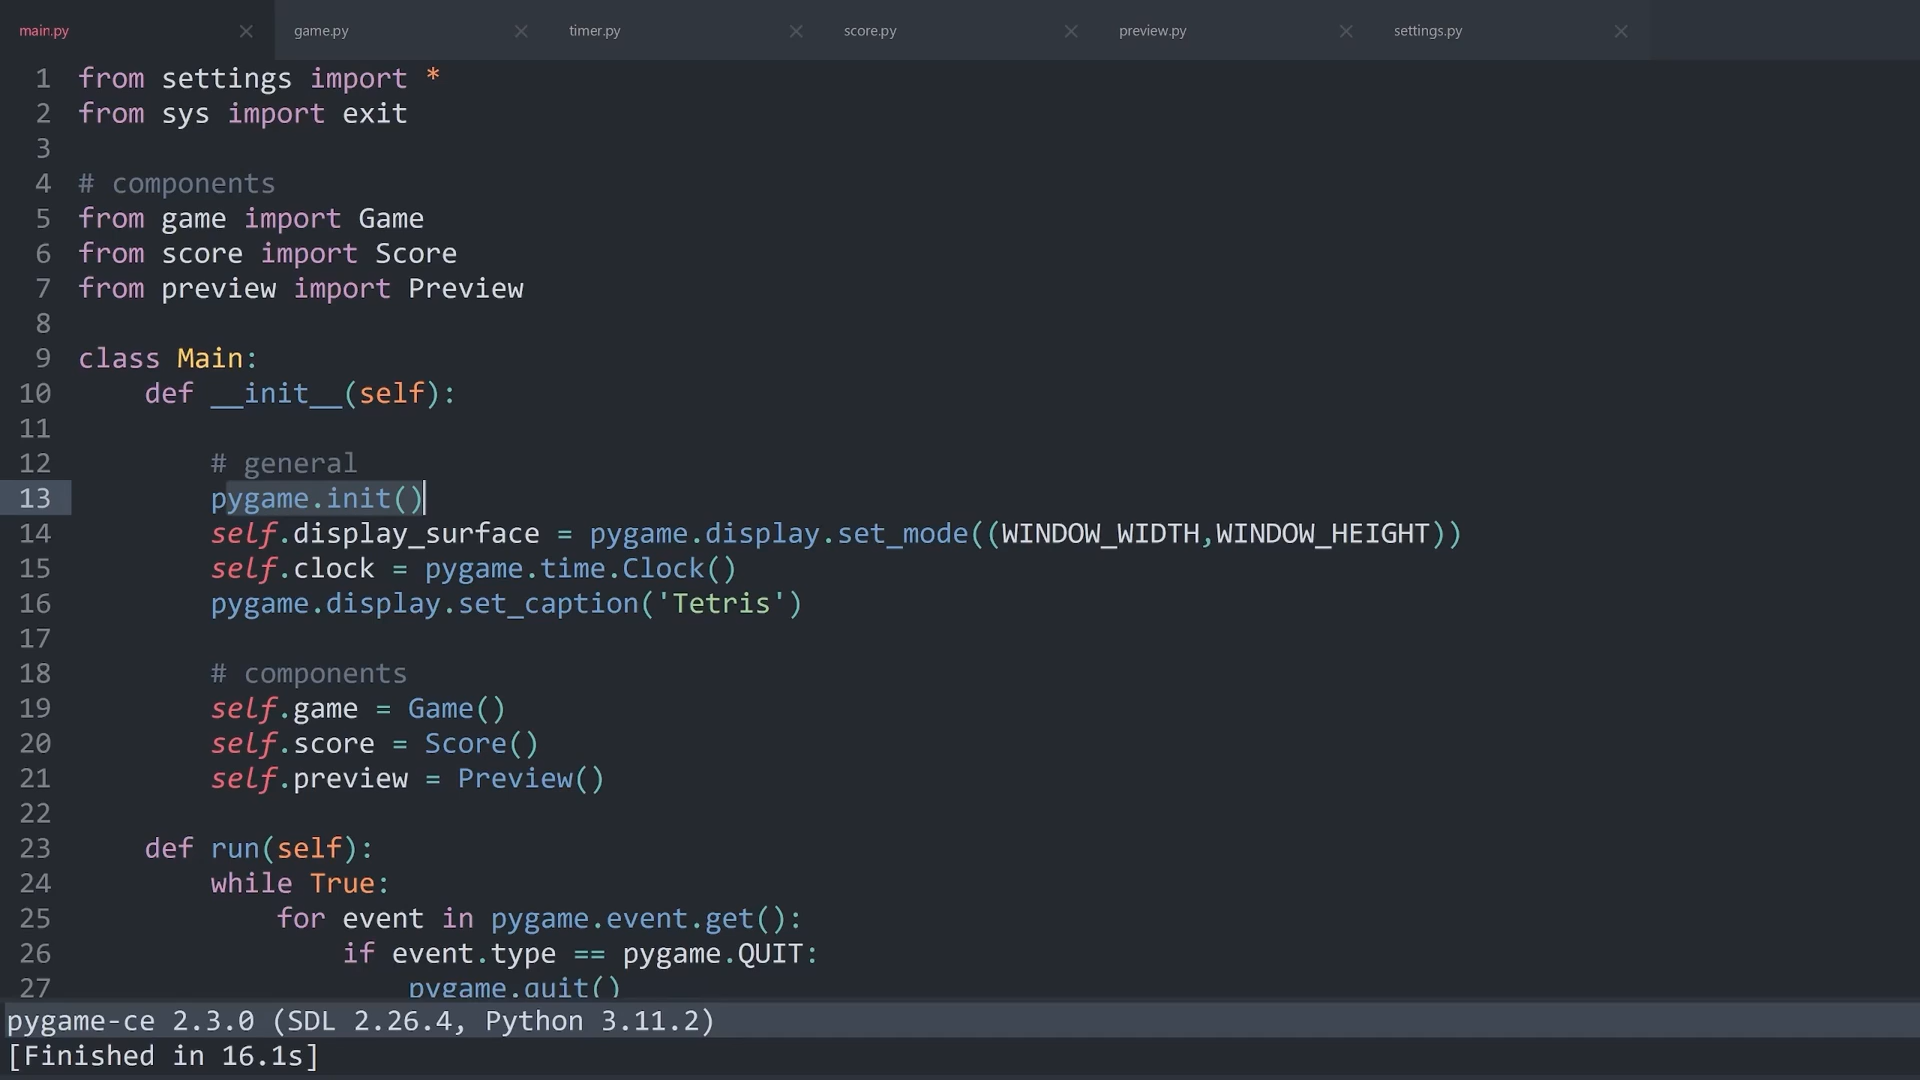 main.py game.py timer.py score.py preview.py settings.py
1 from settings import *
2 from sys import exit
3
4 # components
5 from game import Game
6 from score import Score
7 from preview import Preview
8
9 class Main:
10 def __init__(self):
11
12 # general
13 pygame.init()
14 self.display_surface = pygame.display.set_mode((WINDOW_WIDTH,WINDOW_HEIGHT))
15 self.clock = pygame.time.Clock()
16 pygame.display.set_caption('Tetris')
17
18 # components
19 self.game = Game()
20 self.score = Score()
21 self.preview = Preview()
22
23 def run(self):
24 while True:
25 for event in pygame.event.get():
26 if event.type == pygame.QUIT:
27 pygame.quit()
pygame-ce 2.3.0 (SDL 2.26.4, Python 3.11.2)
[Finished in 16.1s]